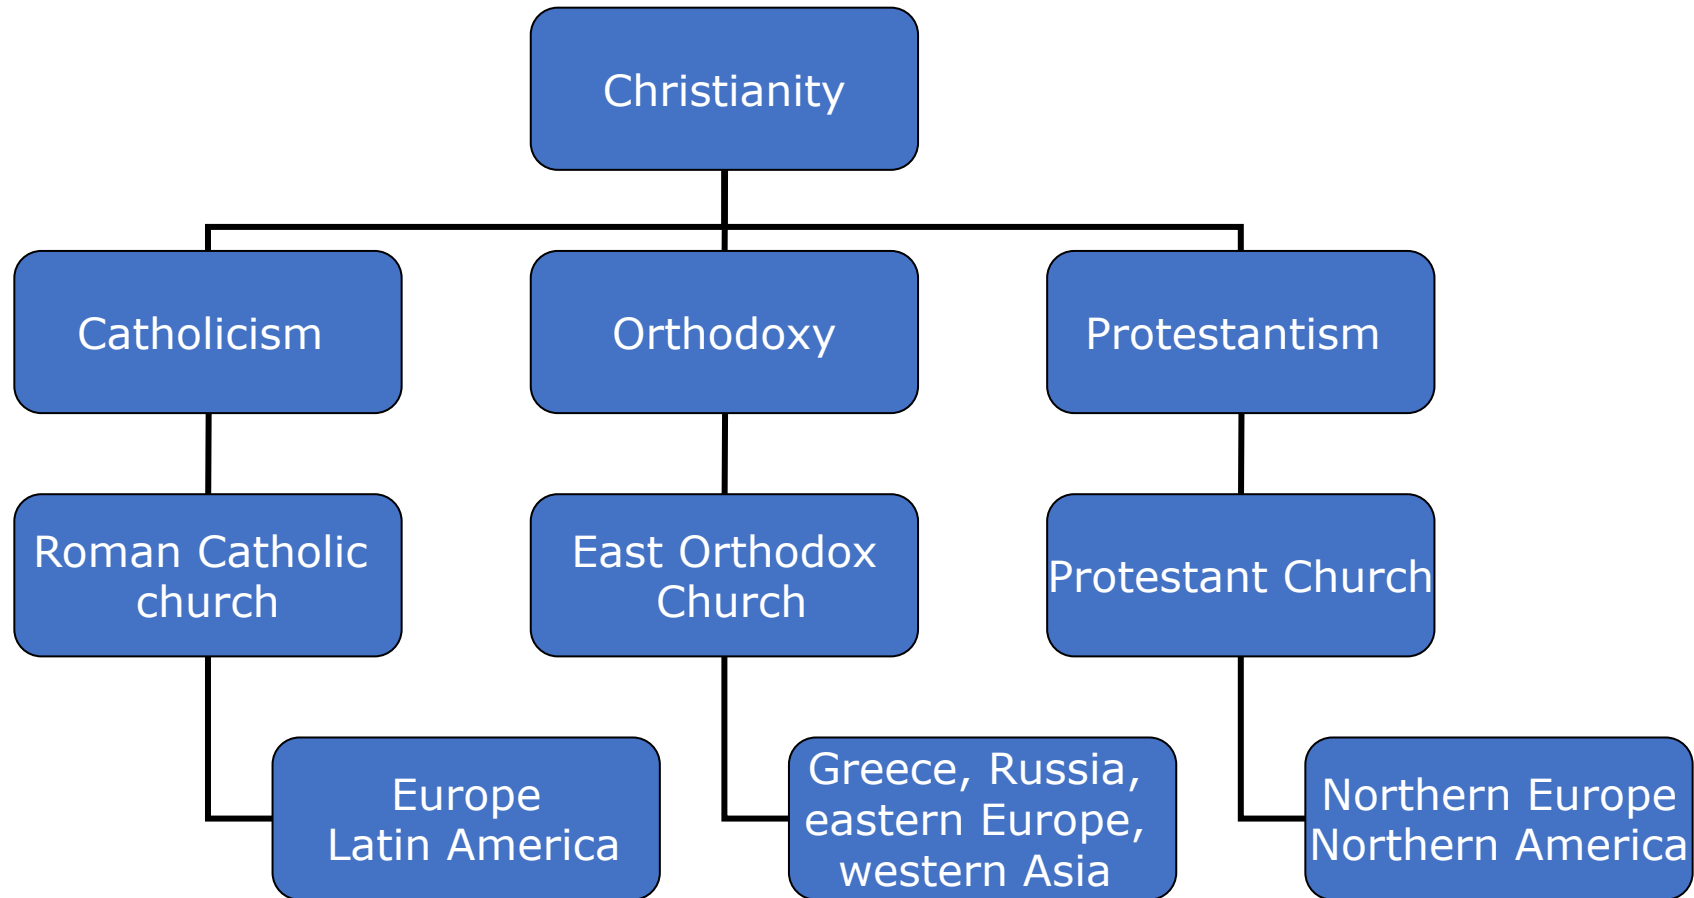 Christianity
Catholicism
Orthodoxy
Protestantism
Roman Catholic
church
East Orthodox
Church
Protestant Church
Europe
Latin America
Greece, Russia,
eastern Europe,
western Asia
Northern Europe
Northern America